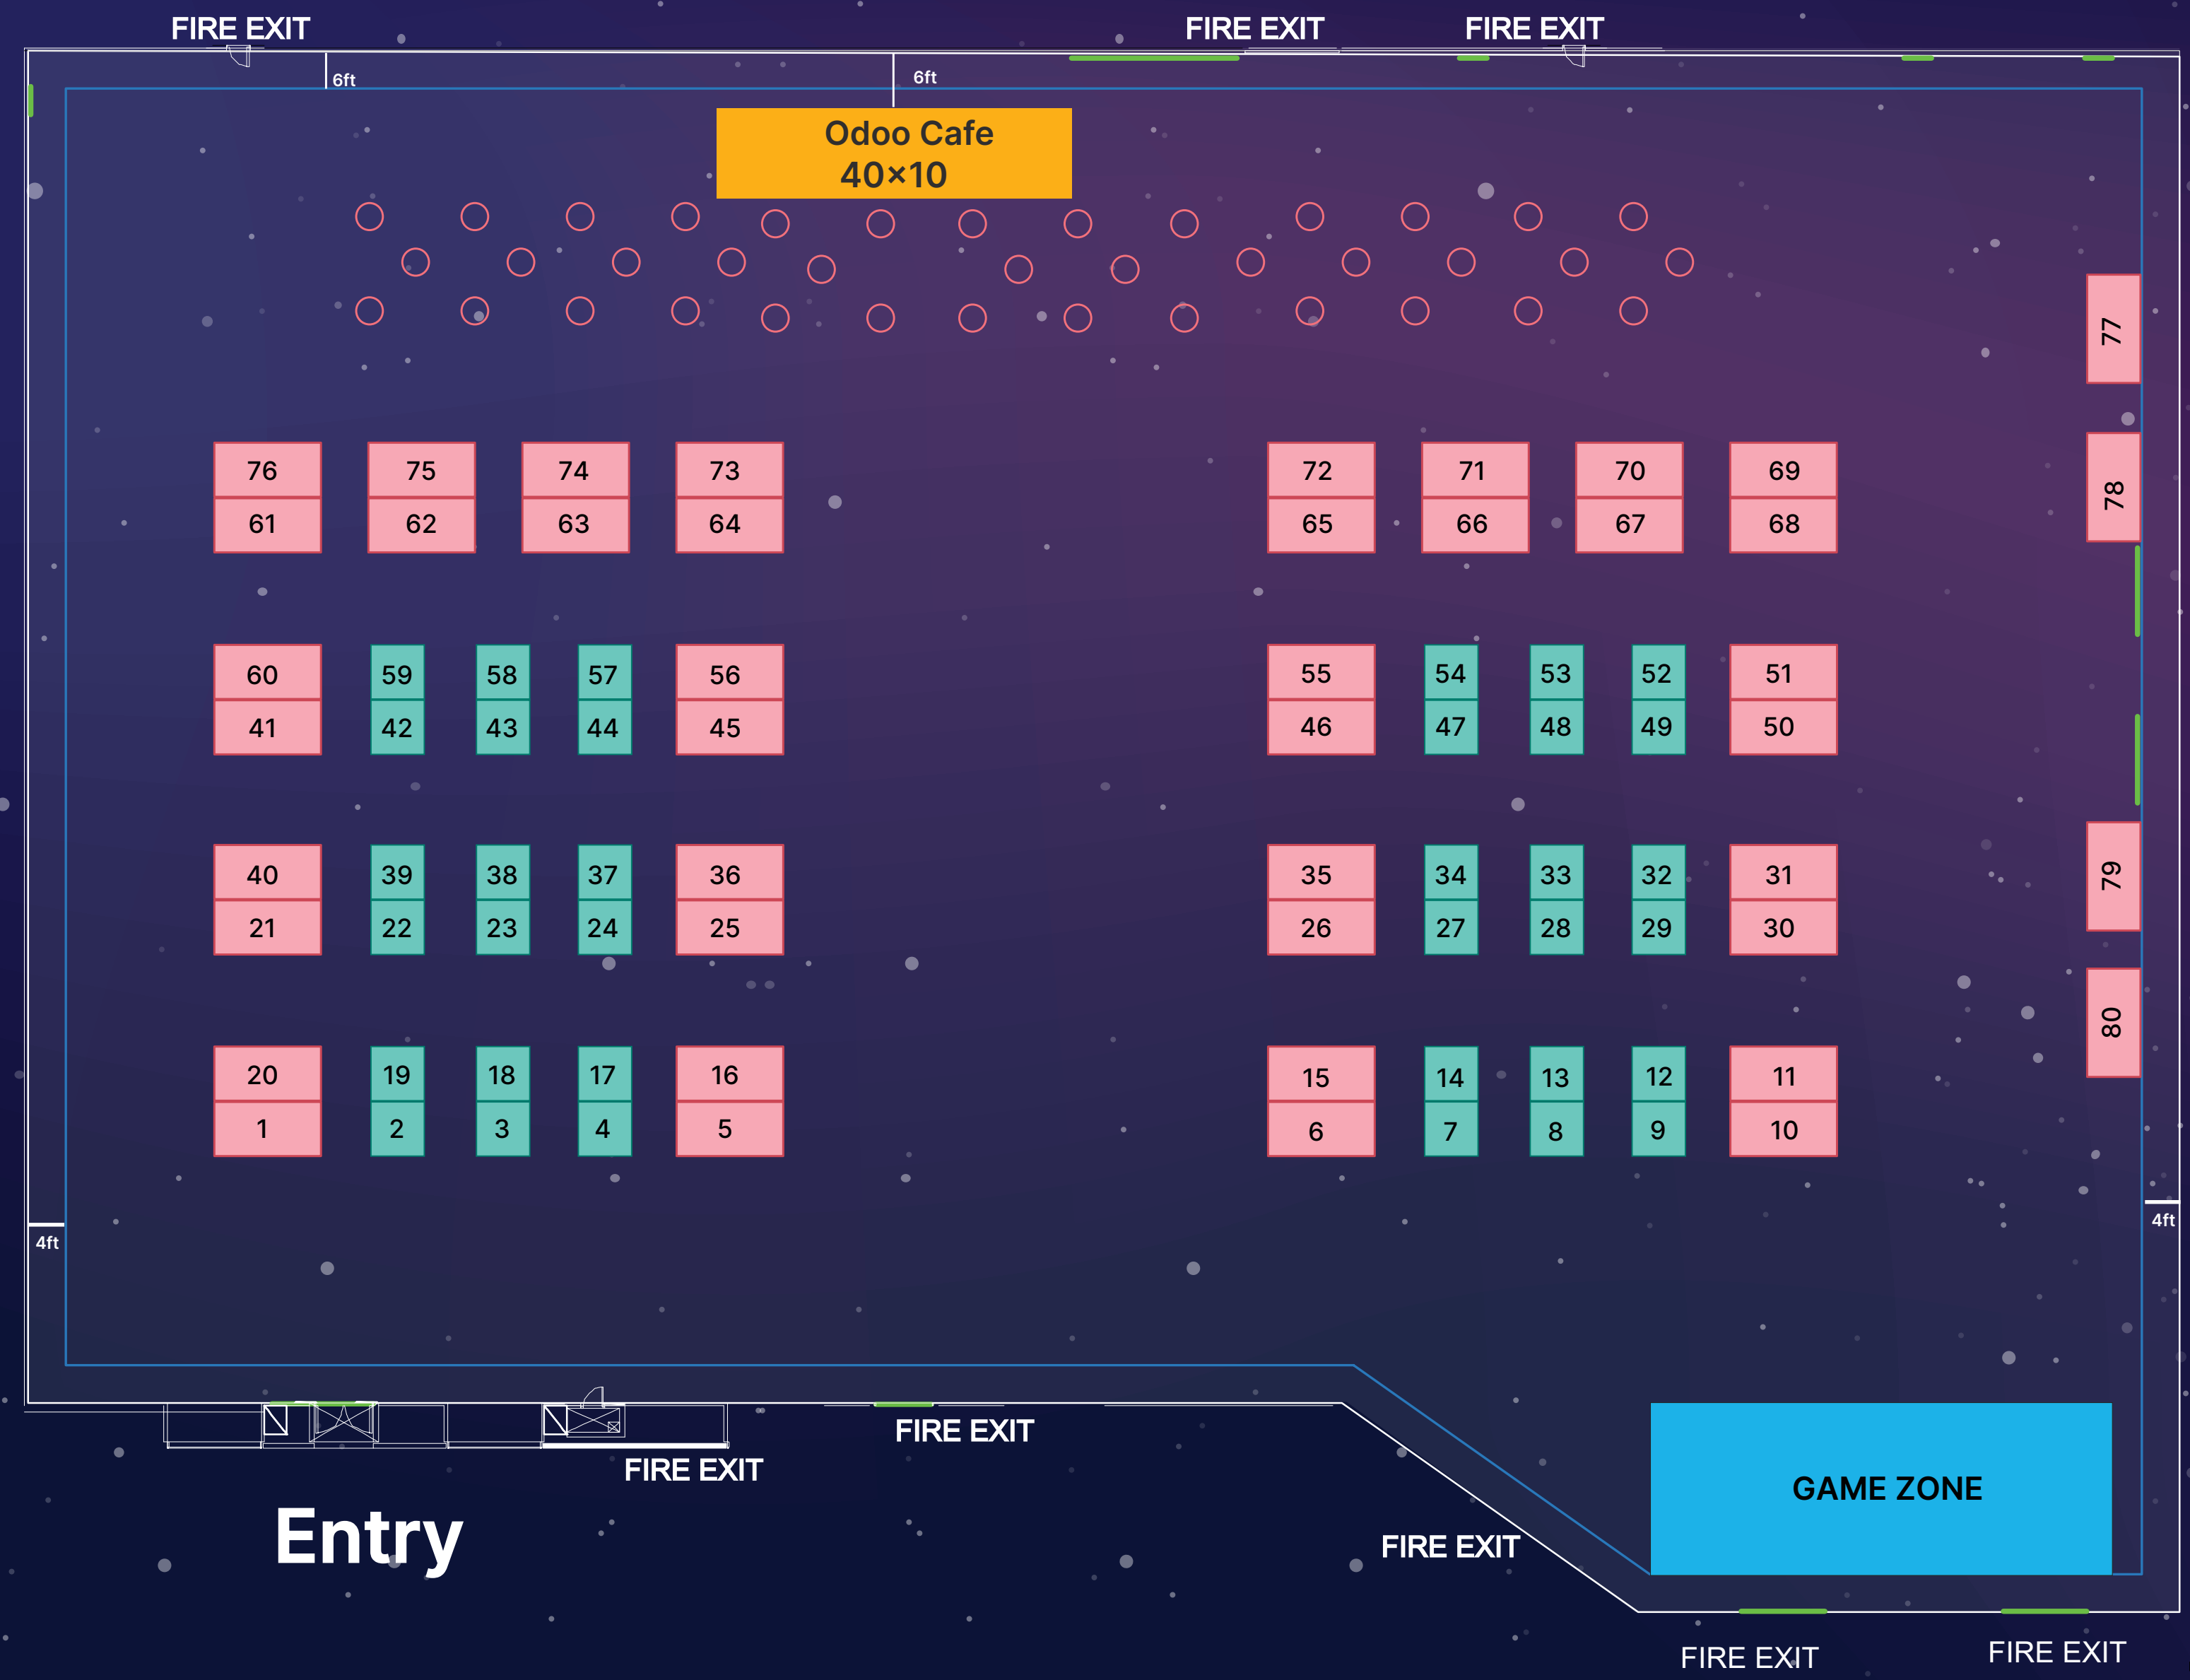 FIRE EXIT
FIRE EXIT
FIRE EXIT
6ft
6ft
Odoo Cafe
40×10
77
76 75 74 73 72 71 70 69
78
61 62 63 64 65 66 67 68
60 59 58 57 56 55 54 53 52 51
41 42 43 44 45 46 47 48 49 50
40 39 38 37 36 35 34 33 32 31
79
21 22 23 24 25 26 27 28 29 30
80
20 19 18 17 16 15 14 13 12 11
1 2 3 4 5 6 7 8 9 10
4ft
4ft
FIRE EXIT
FIRE EXIT
GAME ZONE
Entry
FIRE EXIT
FIRE EXIT
FIRE EXIT